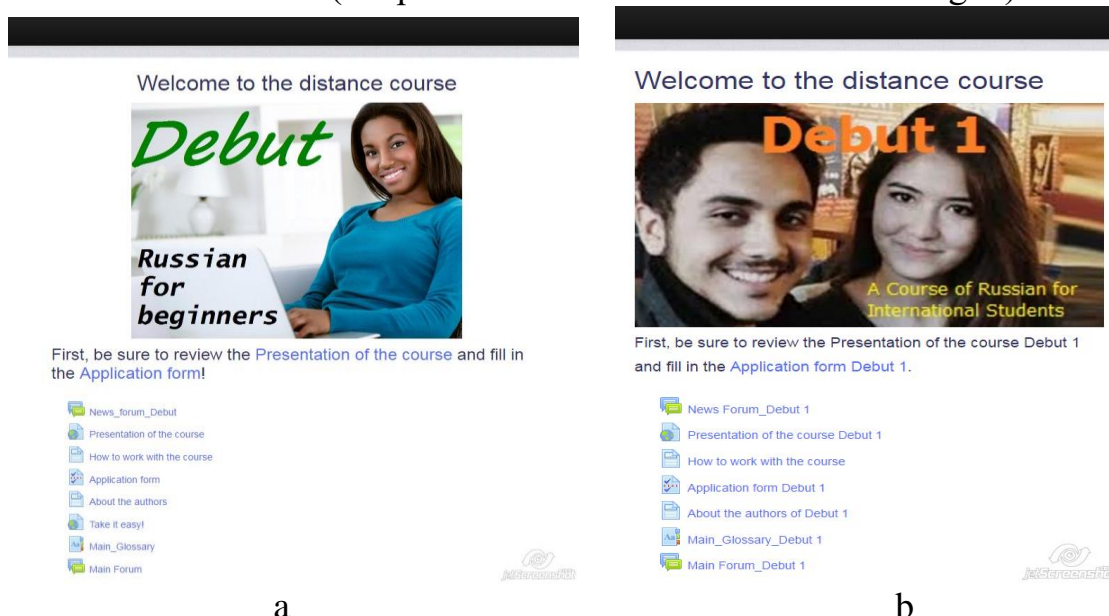 Welcome to the distance course
Debut
Russian
for
beginners
First, be sure to review the Presentation of the course and fill in
the Application form!
News_forum_Debut
Presentation of the course
How to work with the course
Application form
About the authors
Take it easy!
Main_Glossary
Main Forum
jetScreenshot
a
Welcome to the distance course
Debut 1
A Course of Russian for
International Students
First, be sure to review the Presentation of the course Debut 1
and fill in the Application form Debut 1.
News Forum_Debut 1
Presentation of the course Debut 1
How to work with the course
Application form Debut 1
About the authors of Debut 1
Main_Glossary_Debut 1
Main Forum_Debut 1
b